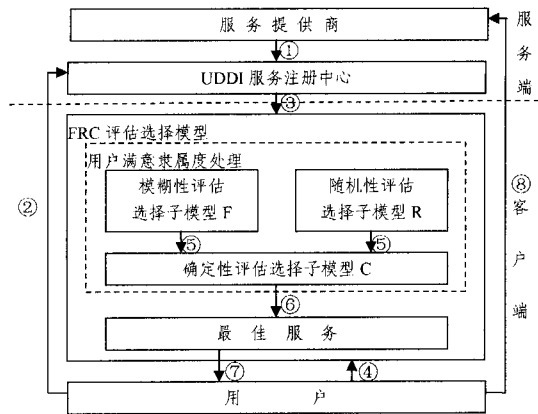 服务提供商
①
UDDI 服务注册中心
③
FRC 评估选择模型
用户满意隶属度处理
模糊性评估
选择子模型 F
随机性评估
选择子模型 R
⑤
⑤
确定性评估选择子模型 C
⑥
最佳服务
⑦
④
用户
②
⑧
服务端
客户端